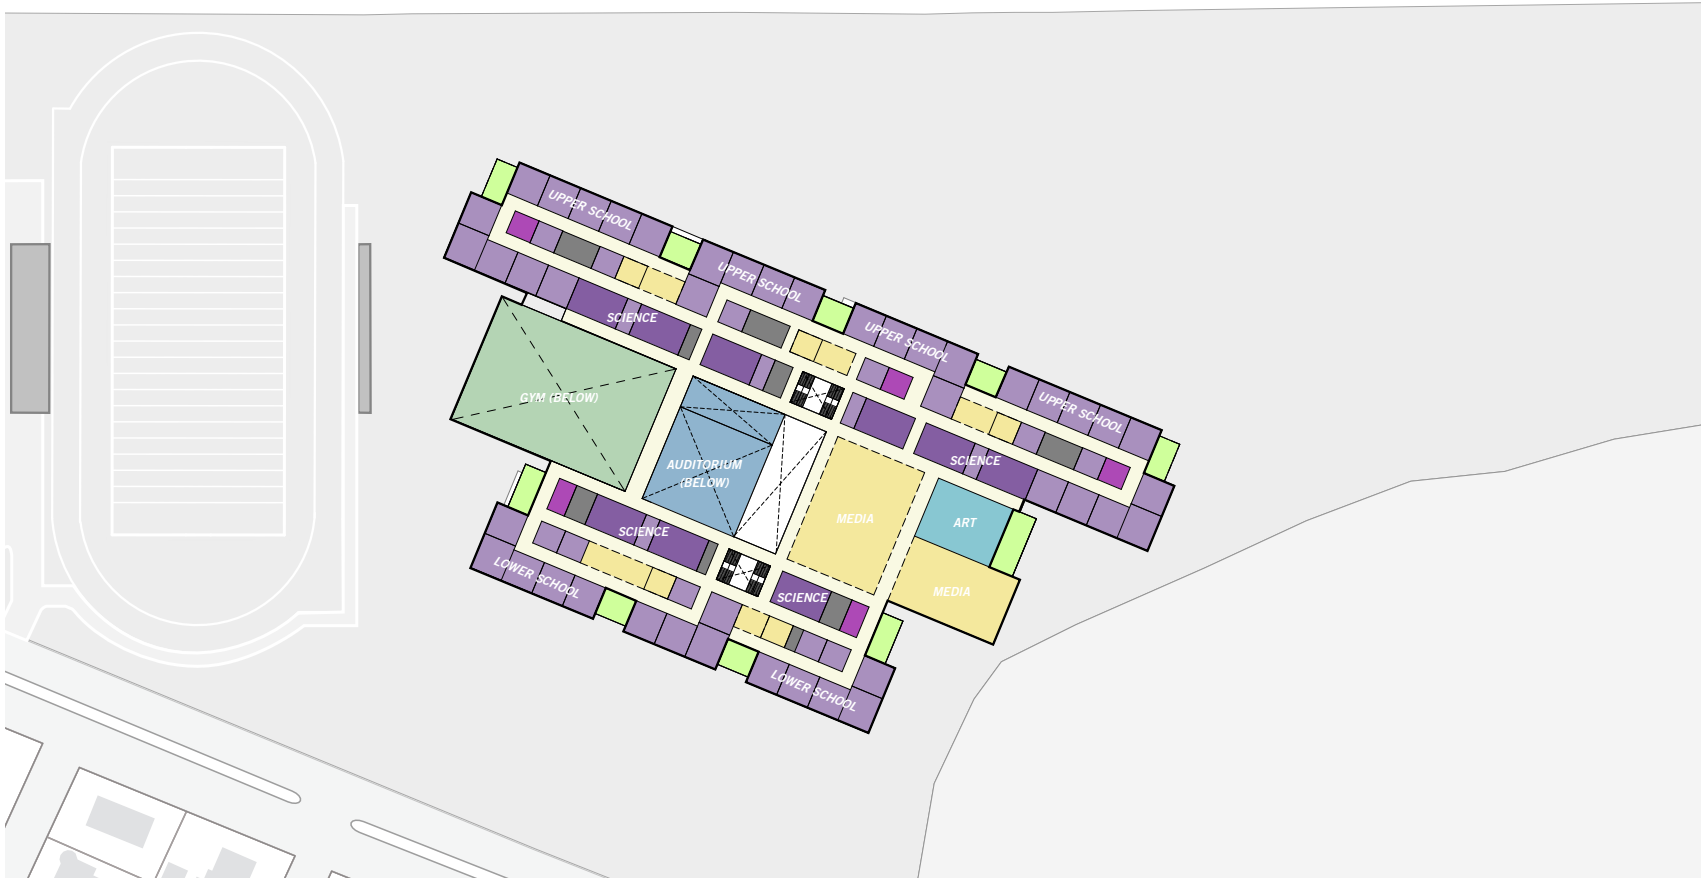 UPPER SCHOOL
UPPER SCHOOL
SCIENCE
UPPER SCHOOL
UPPER SCHOOL
GYM (BELOW)
AUDITORIUM
(BELOW)
SCIENCE
MEDIA
ART
SCIENCE
LOWER SCHOOL
SCIENCE
MEDIA
LOWER SCHOOL